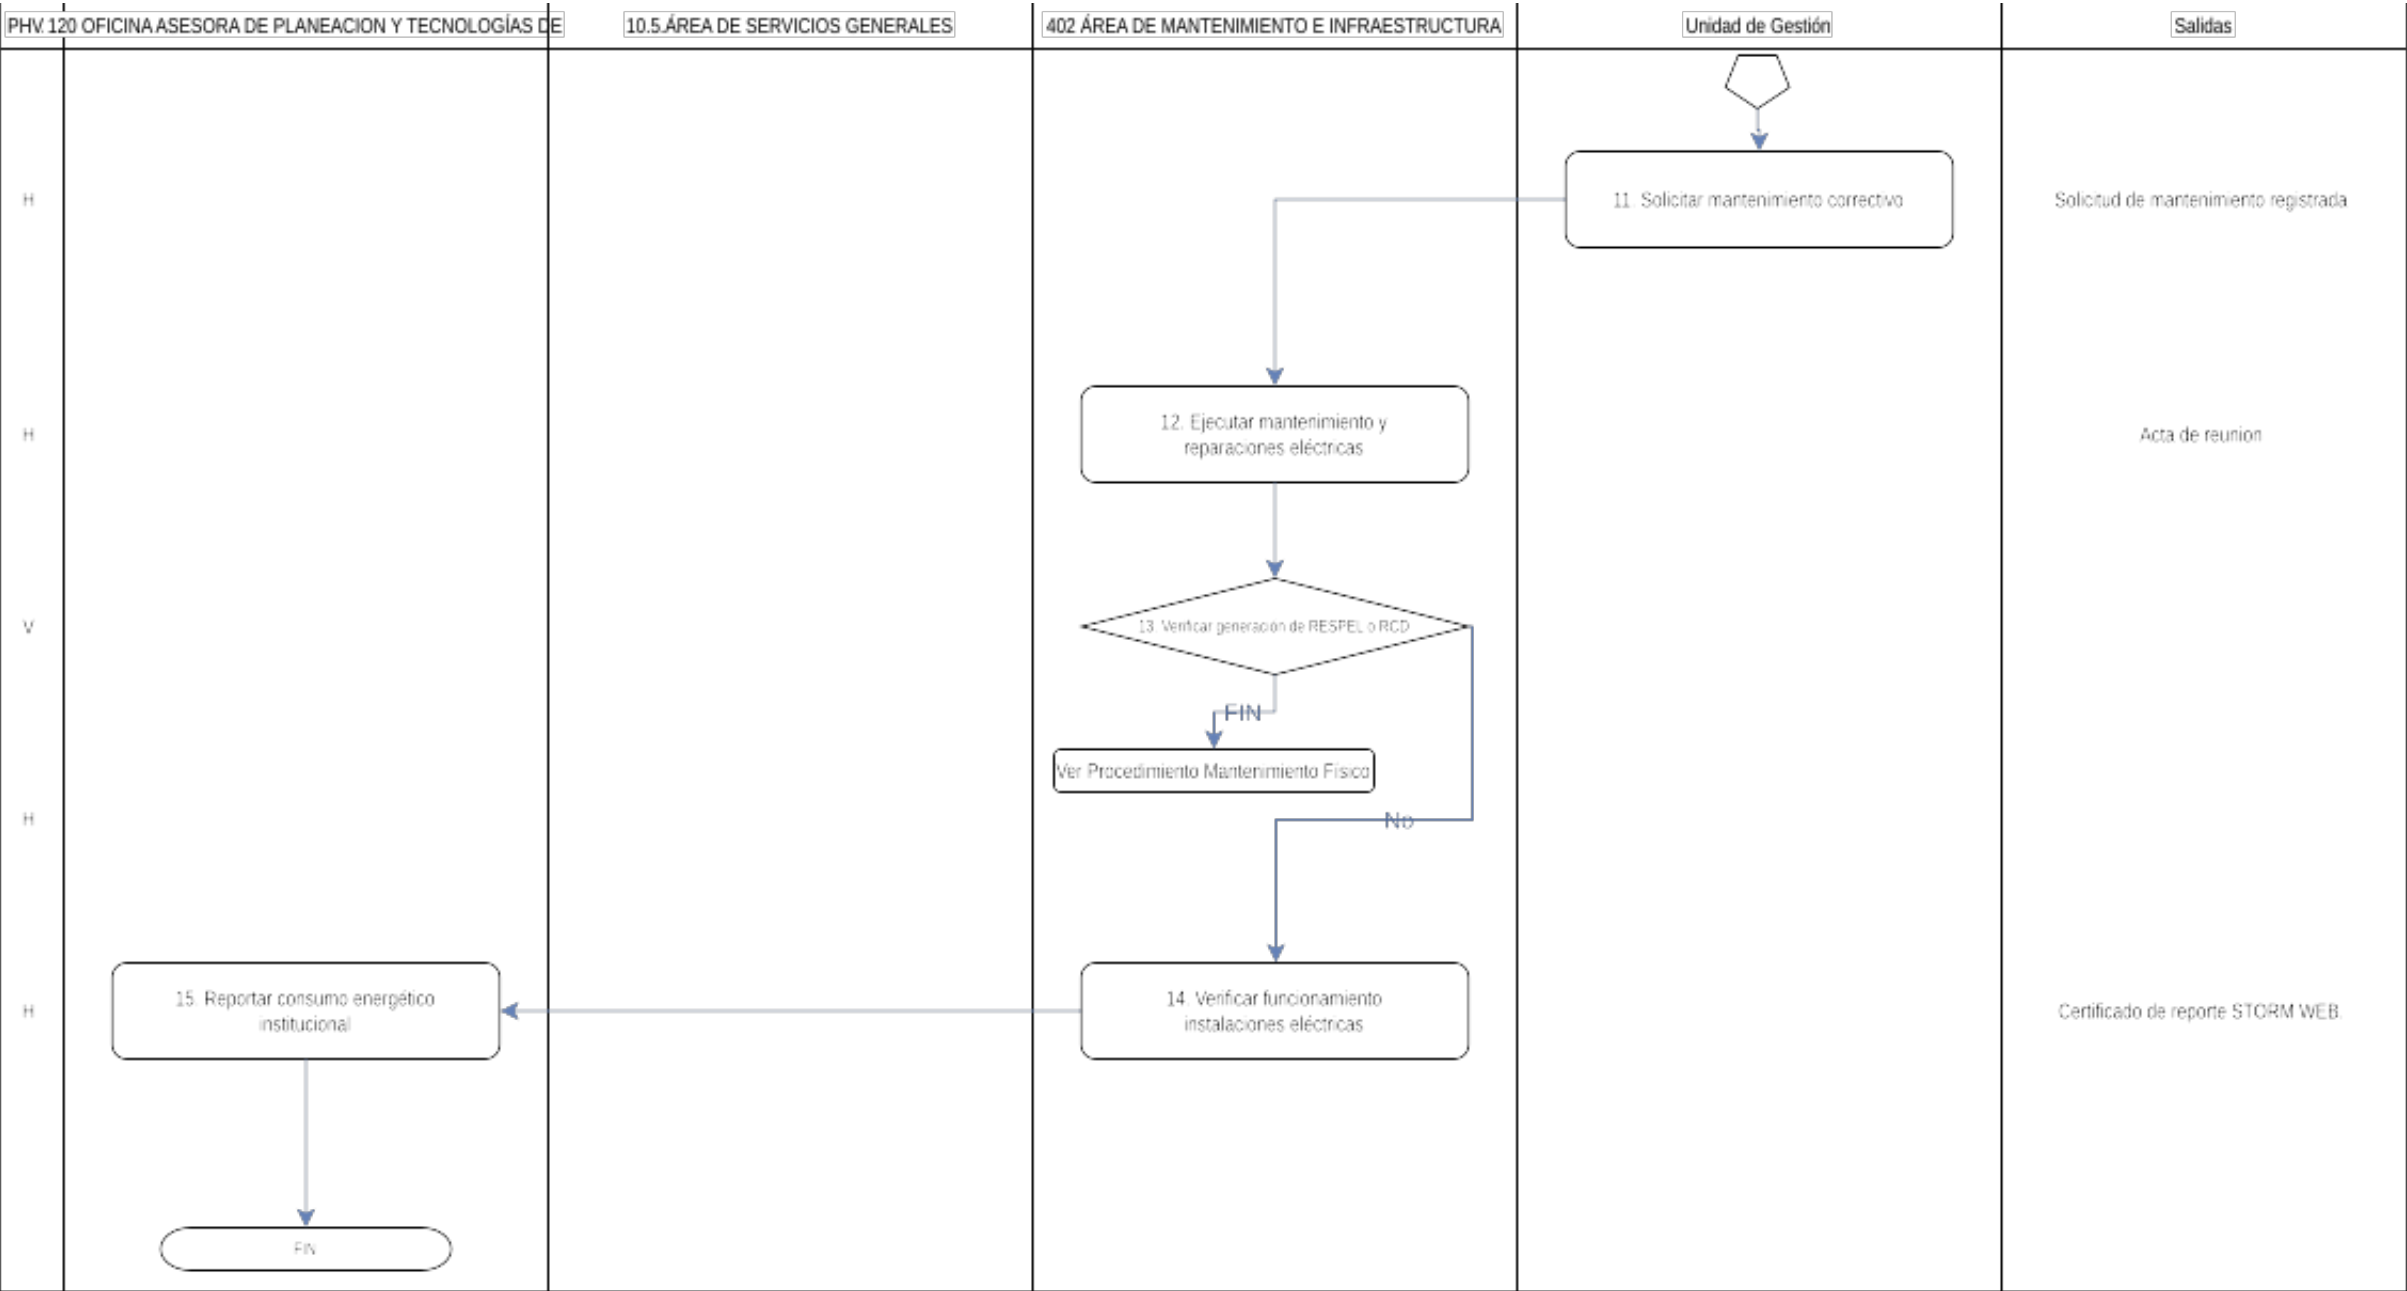 PHV. 120 OFICINA ASESORA DE PLANEACION Y TECNOLOGÍAS DE
10.5.ÁREA DE SERVICIOS GENERALES
402 ÁREA DE MANTENIMIENTO E INFRAESTRUCTURA
Unidad de Gestión
Salidas
H
11. Solicitar mantenimiento correctivo
Solicitud de mantenimiento registrada
H
12. Ejecutar mantenimiento y
reparaciones eléctricas
Acta de reunion
V
13. Verificar generación de RESPEL o RCD
FIN
Ver Procedimiento Mantenimiento Físico
H
No
H
15. Reportar consumo energético
institucional
14. Verificar funcionamiento
instalaciones eléctricas
Certificado de reporte STORM WEB.
FIN